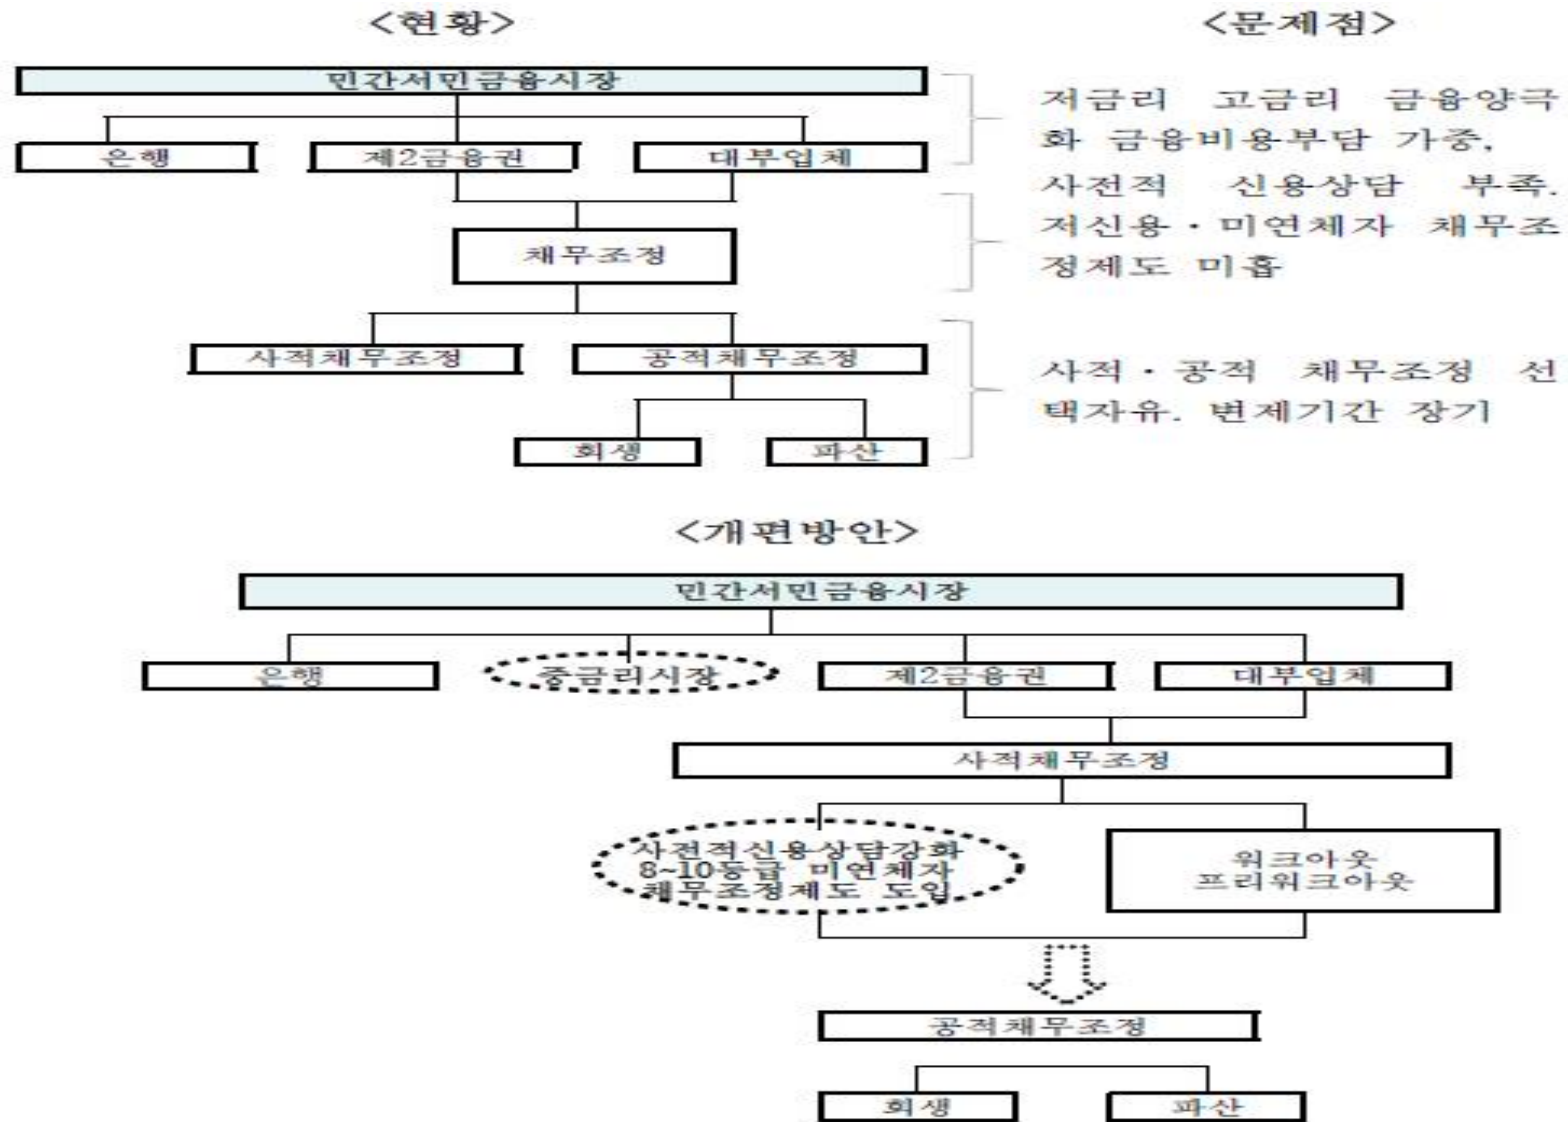 <현황>
<문제점>
민간서민금융시장
은행
제2금융권
대부업체
채무조정
사적채무조정
공적채무조정
회생
파산
저금리 고금리 금융양극
화 금융비용부담 가중,
사전적 신용상담 부족.
저신용·미연체자 채무조
정제도 미흡
사적·공적 채무조정 선
택자유. 변제기간 장기
<개편방안>
민간서민금융시장
은행
중금리시장
제2금융권
대부업체
사적채무조정
사전적신용상담강화
8~10등급 미연체자
채무조정제도 도입
워크아웃
프리워크아웃
공적채무조정
회생
파산